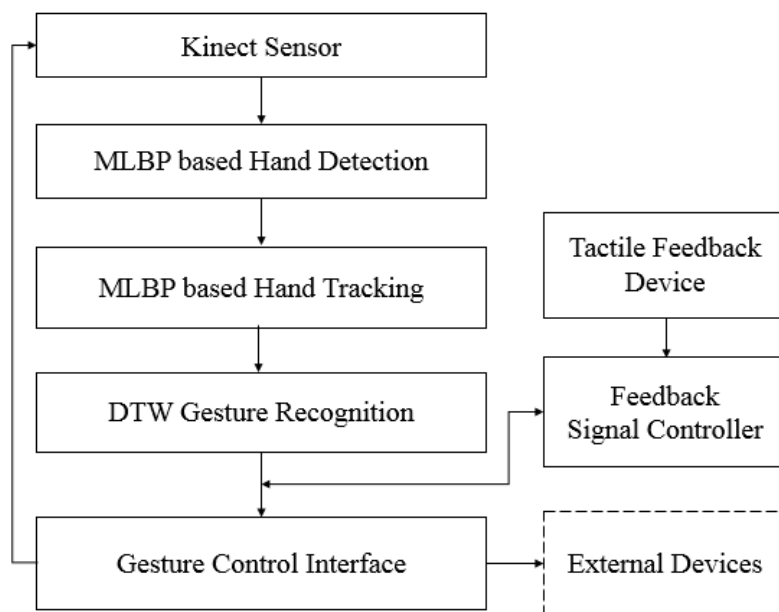 Kinect Sensor
MLBP based Hand Detection
MLBP based Hand Tracking
DTW Gesture Recognition
Gesture Control Interface
Tactile Feedback
Device
Feedback
Signal Controller
External Devices